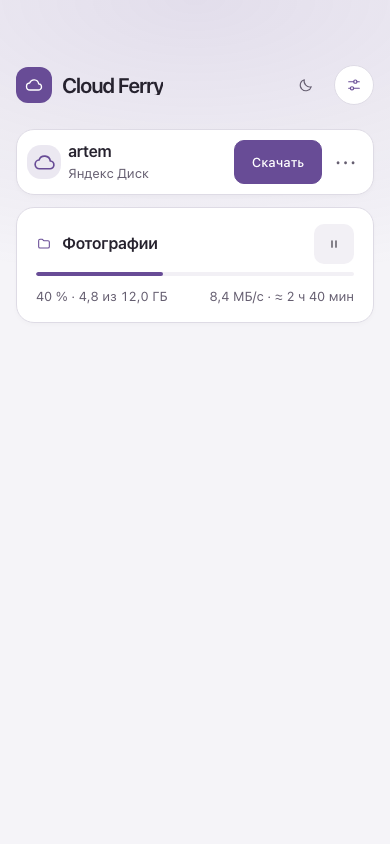 Cloud Ferry
artem
Яндекс Диск
Скачать
Фотографии
40 % · 4,8 из 12,0 ГБ
8,4 МБ/с · ≈ 2 ч 40 мин